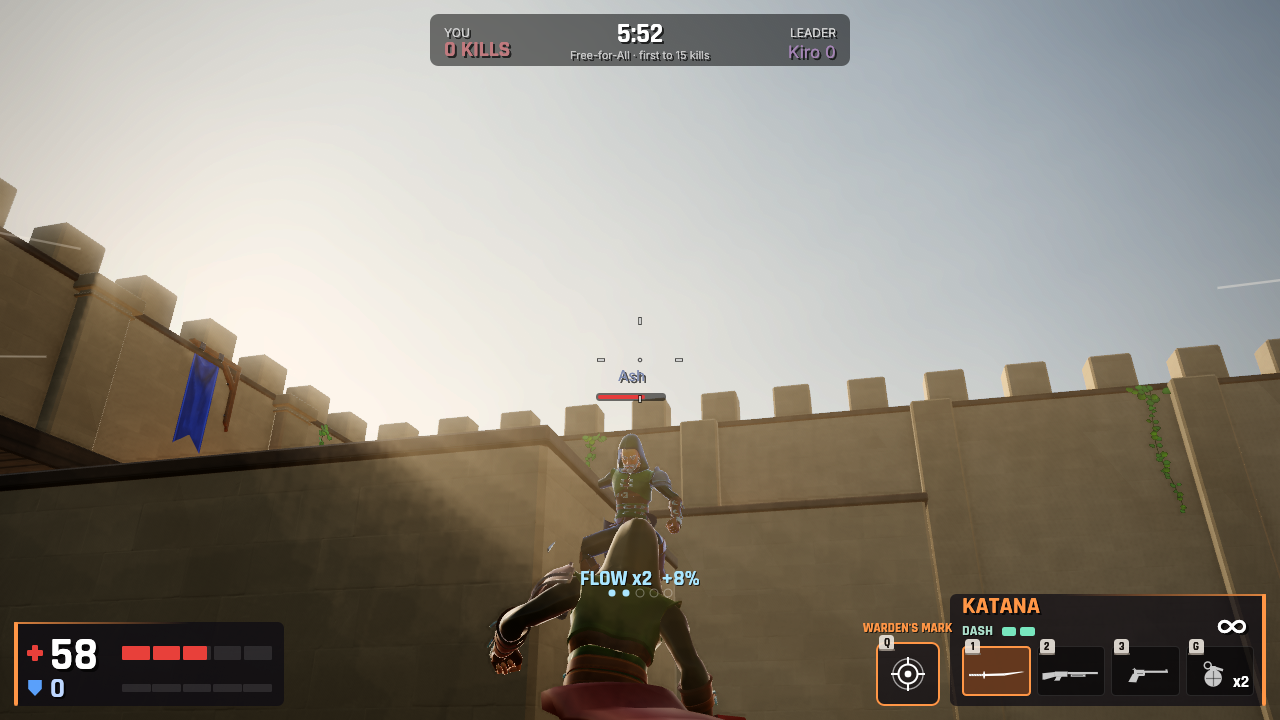 YOU
0 KILLS
5:52
Free-for-All · first to 15 kills
LEADER
Kiro 0
Ash
FLOW x2 +8%
58
0
WARDEN'S MARK
Q
KATANA
DASH
∞
1
2
3
G
x2